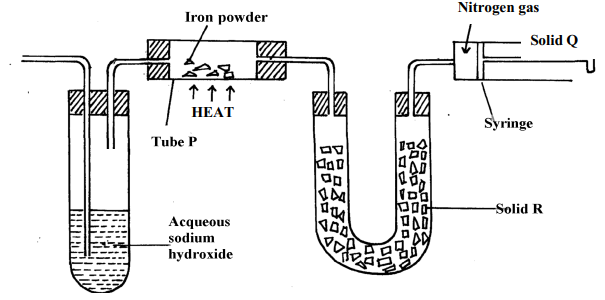 Nitrogen gas
Iron powder
Solid Q
HEAT
Syringe
Tube P
Solid R
Acqueous
sodium
hydroxide